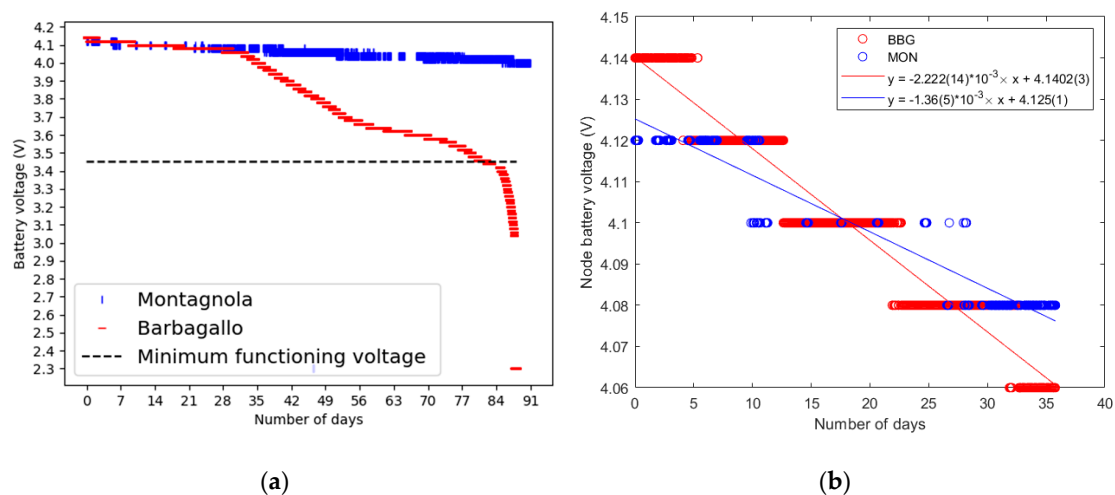 4.2
4.1
4.0
3.9
3.8
3.7
3.6
3.5
3.4
3.3
3.2
3.1
3.0
2.9
2.8
2.7
2.6
2.5
2.4
2.3
Battery voltage (V)
Montagnola
Barbagallo
Minimum functioning voltage
0 7 14 21 28 35 42 49 56 63 70 77 84 91
Number of days
(a)
4.15
4.14
4.13
4.12
4.11
4.1
4.09
4.08
4.07
4.06
Node battery voltage (V)
BBG
MON
y = -2.222(14)*10⁻³× x + 4.1402(3)
y = -1.36(5)*10⁻³× x + 4.125(1)
0 5 10 15 20 25 30 35 40
Number of days
(b)